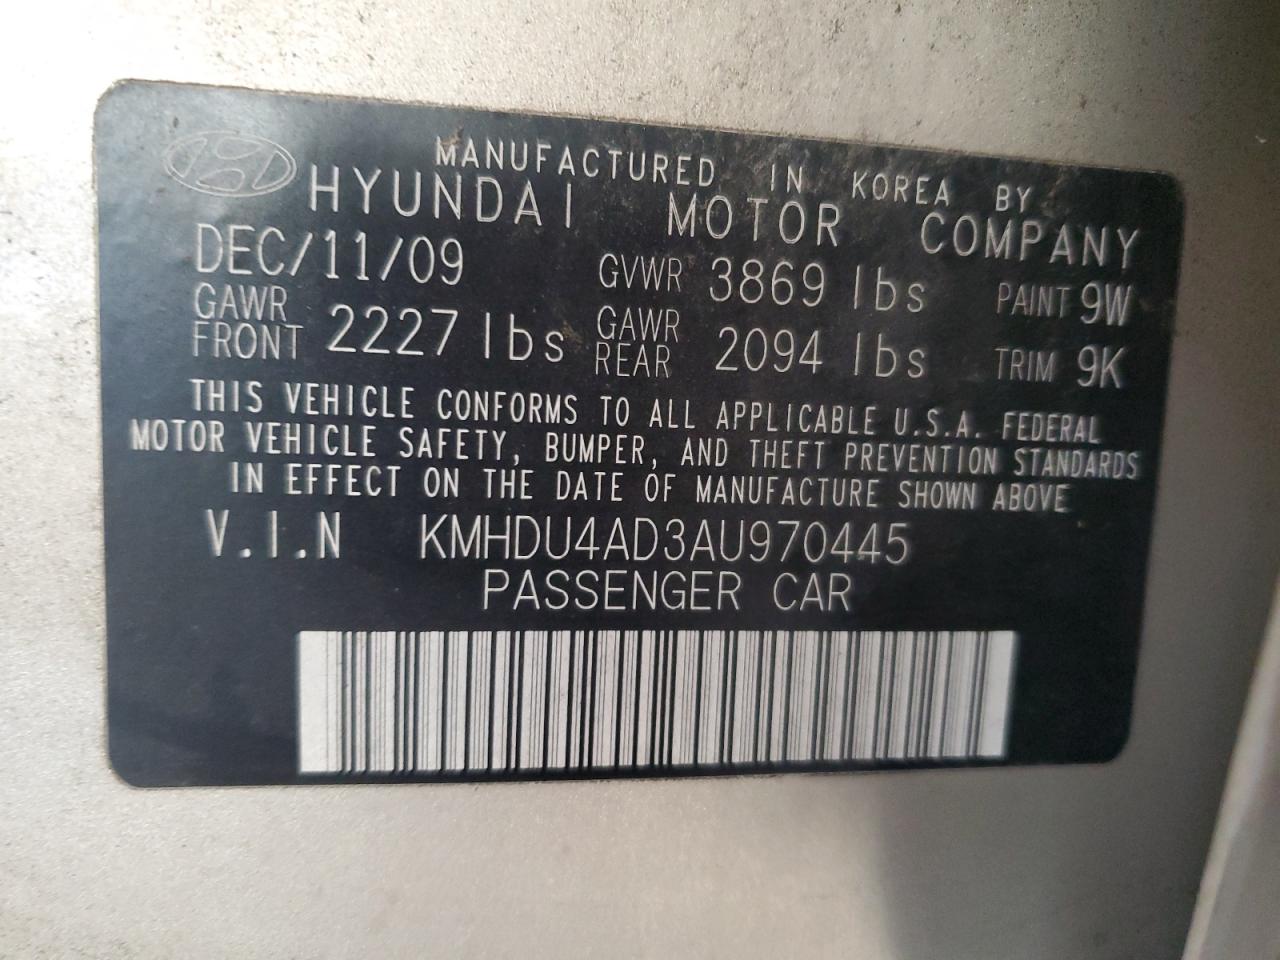 MANUFACTURED IN KOREA BY
HYUNDAI MOTOR COMPANY
DEC/11/09 GVWR 3869 lbs PAINT 9W
GAWR FRONT 2227 lbs GAWR REAR 2094 lbs TRIM 9K
THIS VEHICLE CONFORMS TO ALL APPLICABLE U.S.A. FEDERAL
MOTOR VEHICLE SAFETY, BUMPER, AND THEFT PREVENTION STANDARDS
IN EFFECT ON THE DATE OF MANUFACTURE SHOWN ABOVE
V.I.N KMHDU4AD3AU970445
PASSENGER CAR